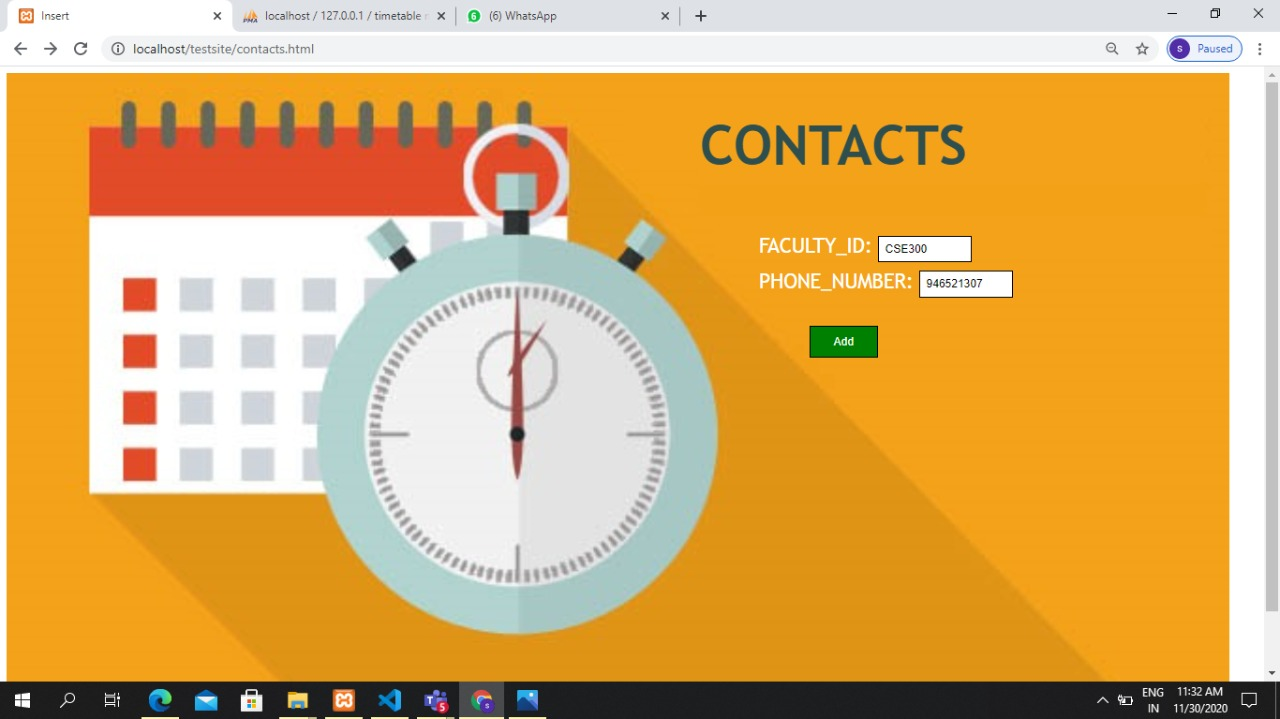 Insert
localhost / 127.0.0.1 / timetable
(6) WhatsApp
localhost/testsite/contacts.html
s Paused
CONTACTS
FACULTY_ID: CSE300
PHONE_NUMBER: 946521307
Add
ENG
IN
11:32 AM
11/30/2020